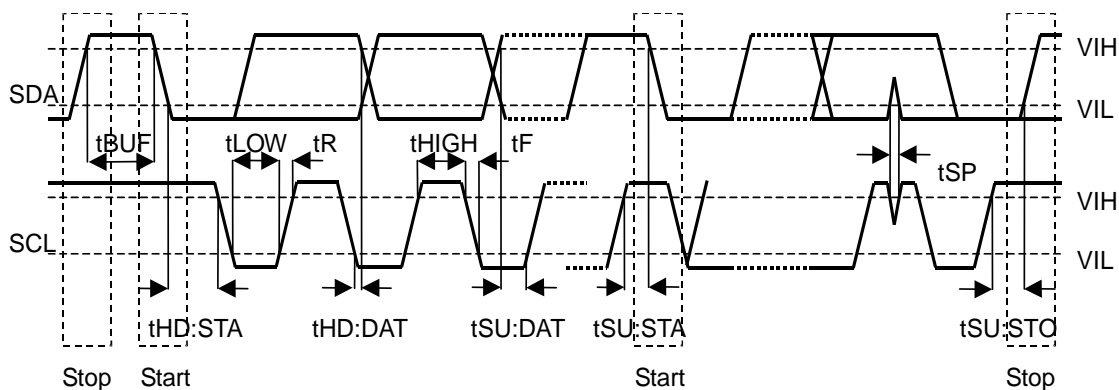 VIH
SDA
VIL
tBUF tLOW tR tHIGH tF
tSP
VIH
SCL
VIL
tHD:STA tHD:DAT tSU:DAT tSU:STA tSU:STO
Stop Start Start Stop